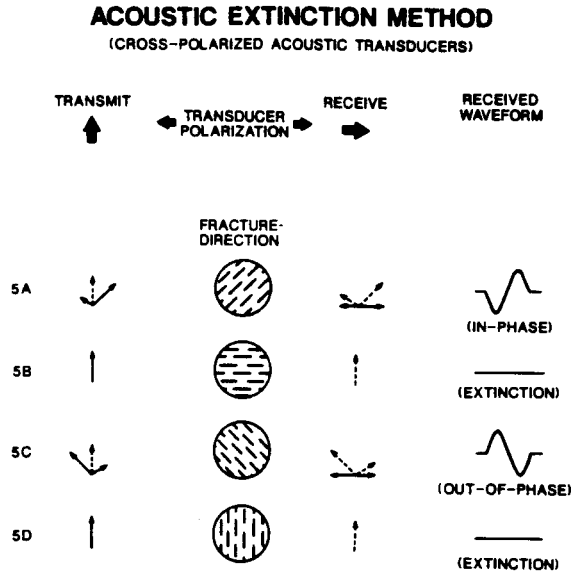 ACOUSTIC EXTINCTION METHOD
(CROSS-POLARIZED ACOUSTIC TRANSDUCERS)
TRANSMIT
TRANSDUCER
POLARIZATION
RECEIVE
RECEIVED
WAVEFORM
FRACTURE-
DIRECTION
5A
(IN-PHASE)
5B
(EXTINCTION)
5C
(OUT-OF-PHASE)
5D
(EXTINCTION)